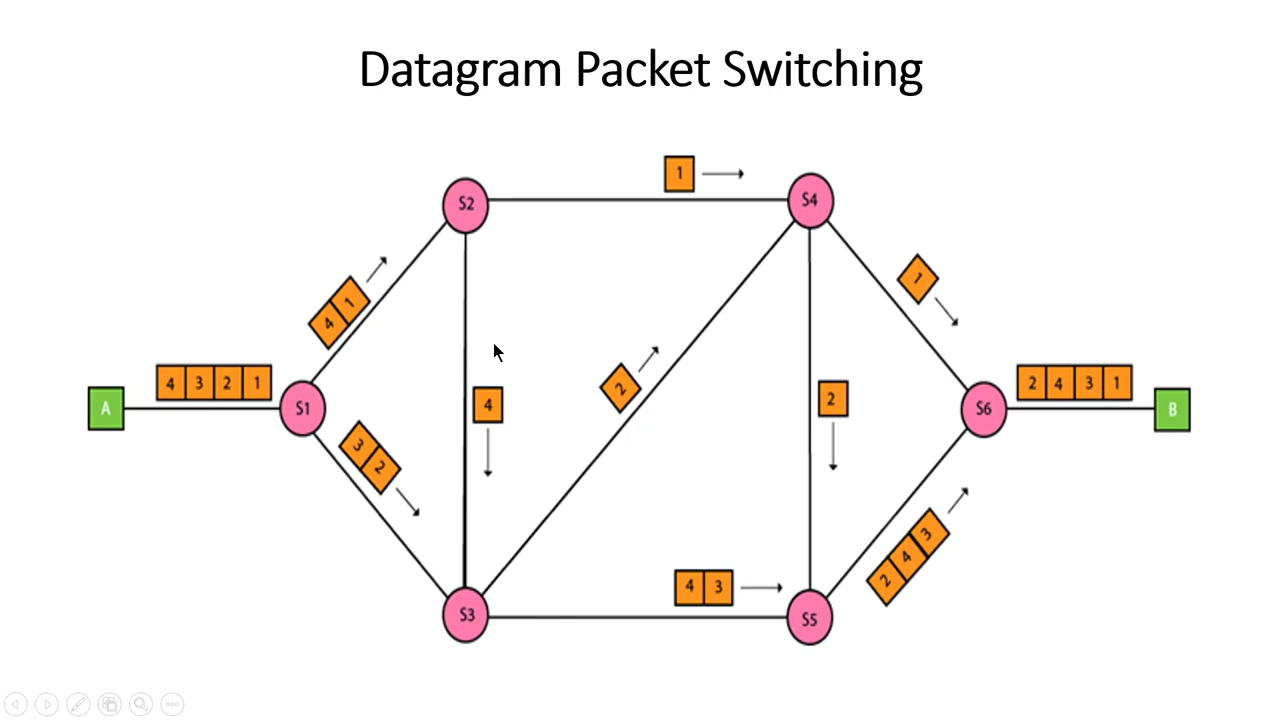 Datagram Packet Switching
1
S2
S4
4 1
1
4 3 2 1
2 4 3 1
A
S1
4
2
2
S6
B
3 2
2 4 3
4 3
S3
S5